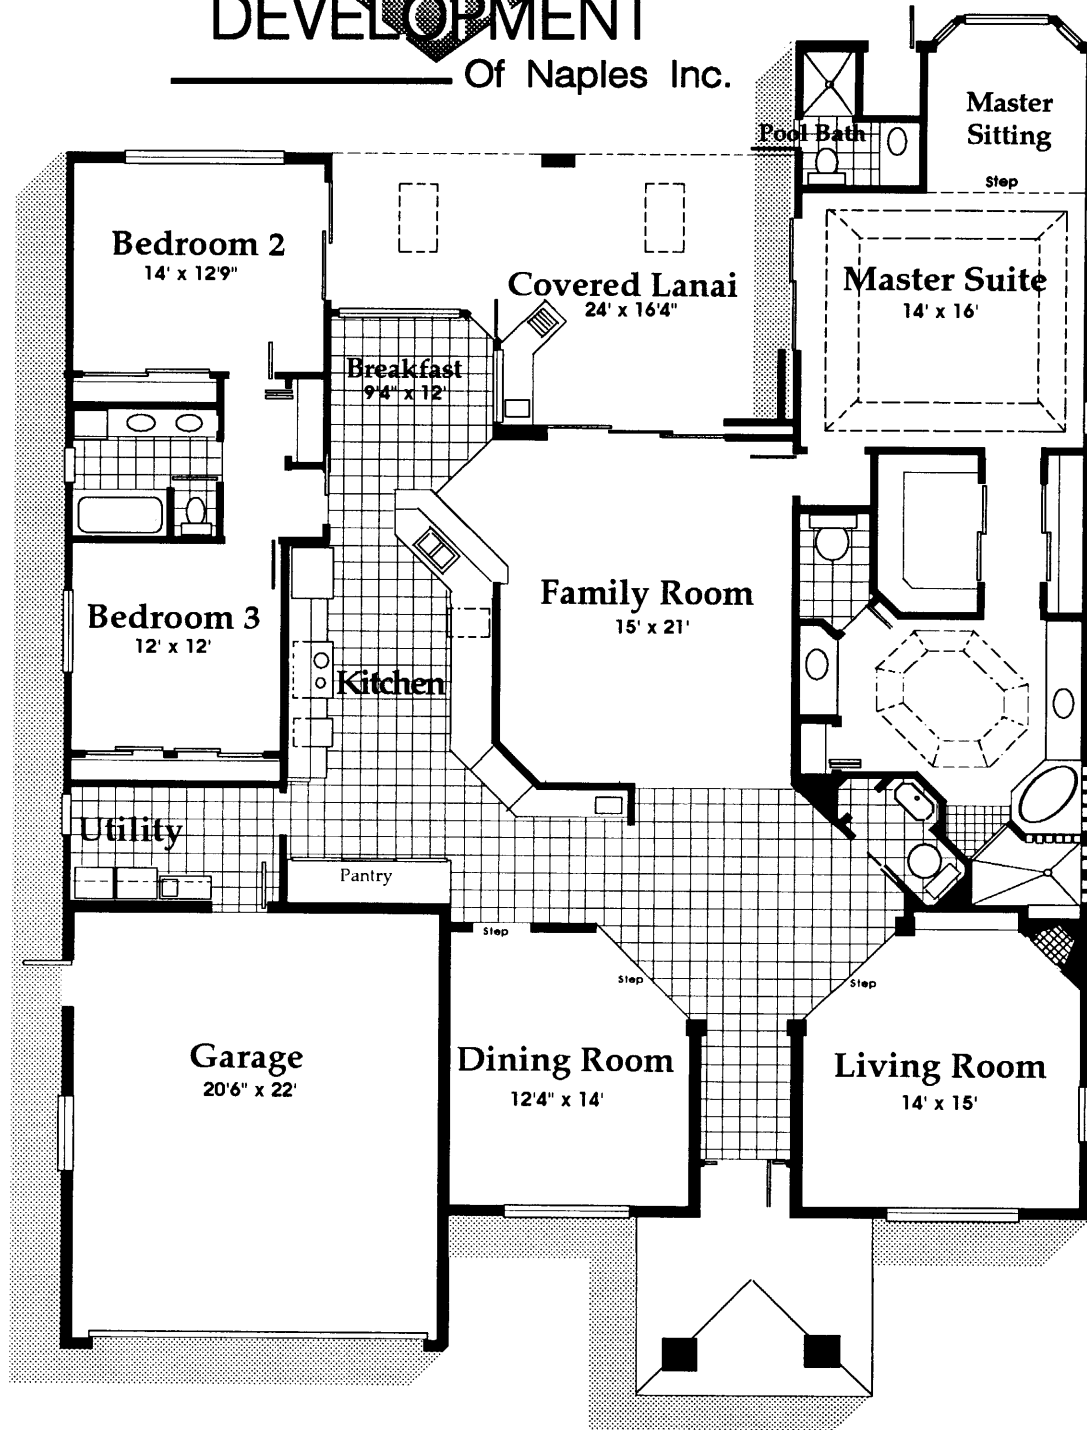 DEVELOPMENT
Of Naples Inc.
Master
Sitting
Pool Bath
Step
Bedroom 2
14' x 12'9"
Covered Lanai
24' x 16'4"
Master Suite
14' x 16'
Breakfast
9'4" x 12'
Family Room
15' x 21'
Bedroom 3
12' x 12'
Kitchen
Utility
Pantry
Step
Step
Step
Garage
20'6" x 22'
Dining Room
12'4" x 14'
Living Room
14' x 15'